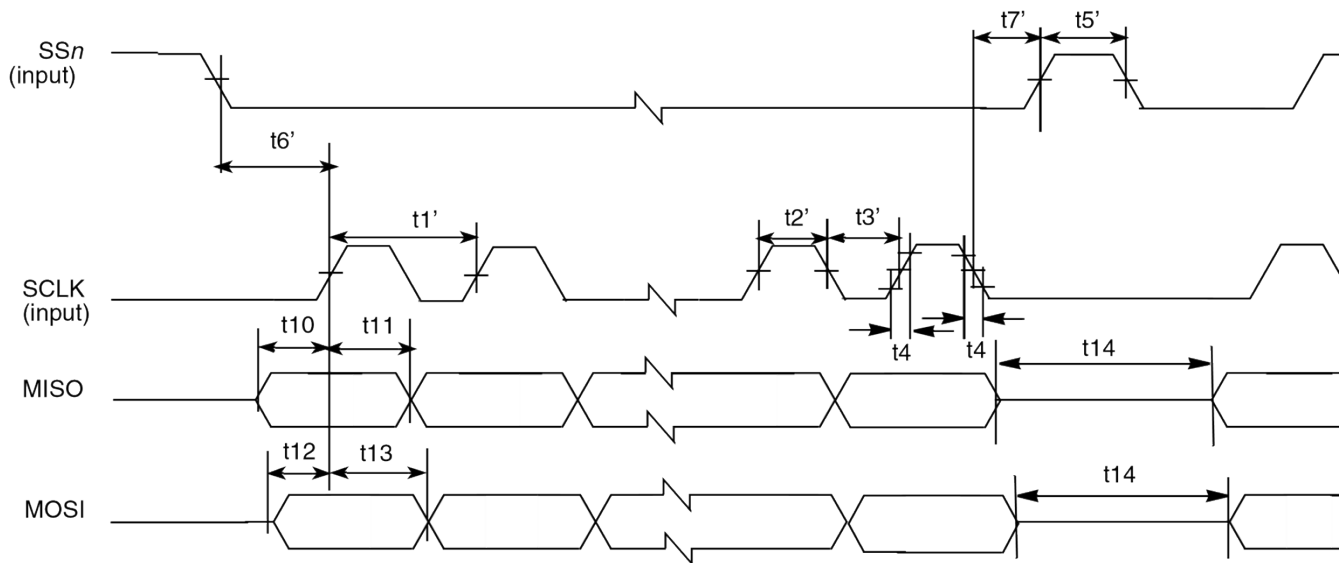 t7’ t5’
SSn
(input)
t6’
t1’ t2’ t3’
SCLK
(input)
t10 t11 t4 t4
t14
MISO
t12 t13
t14
MOSI